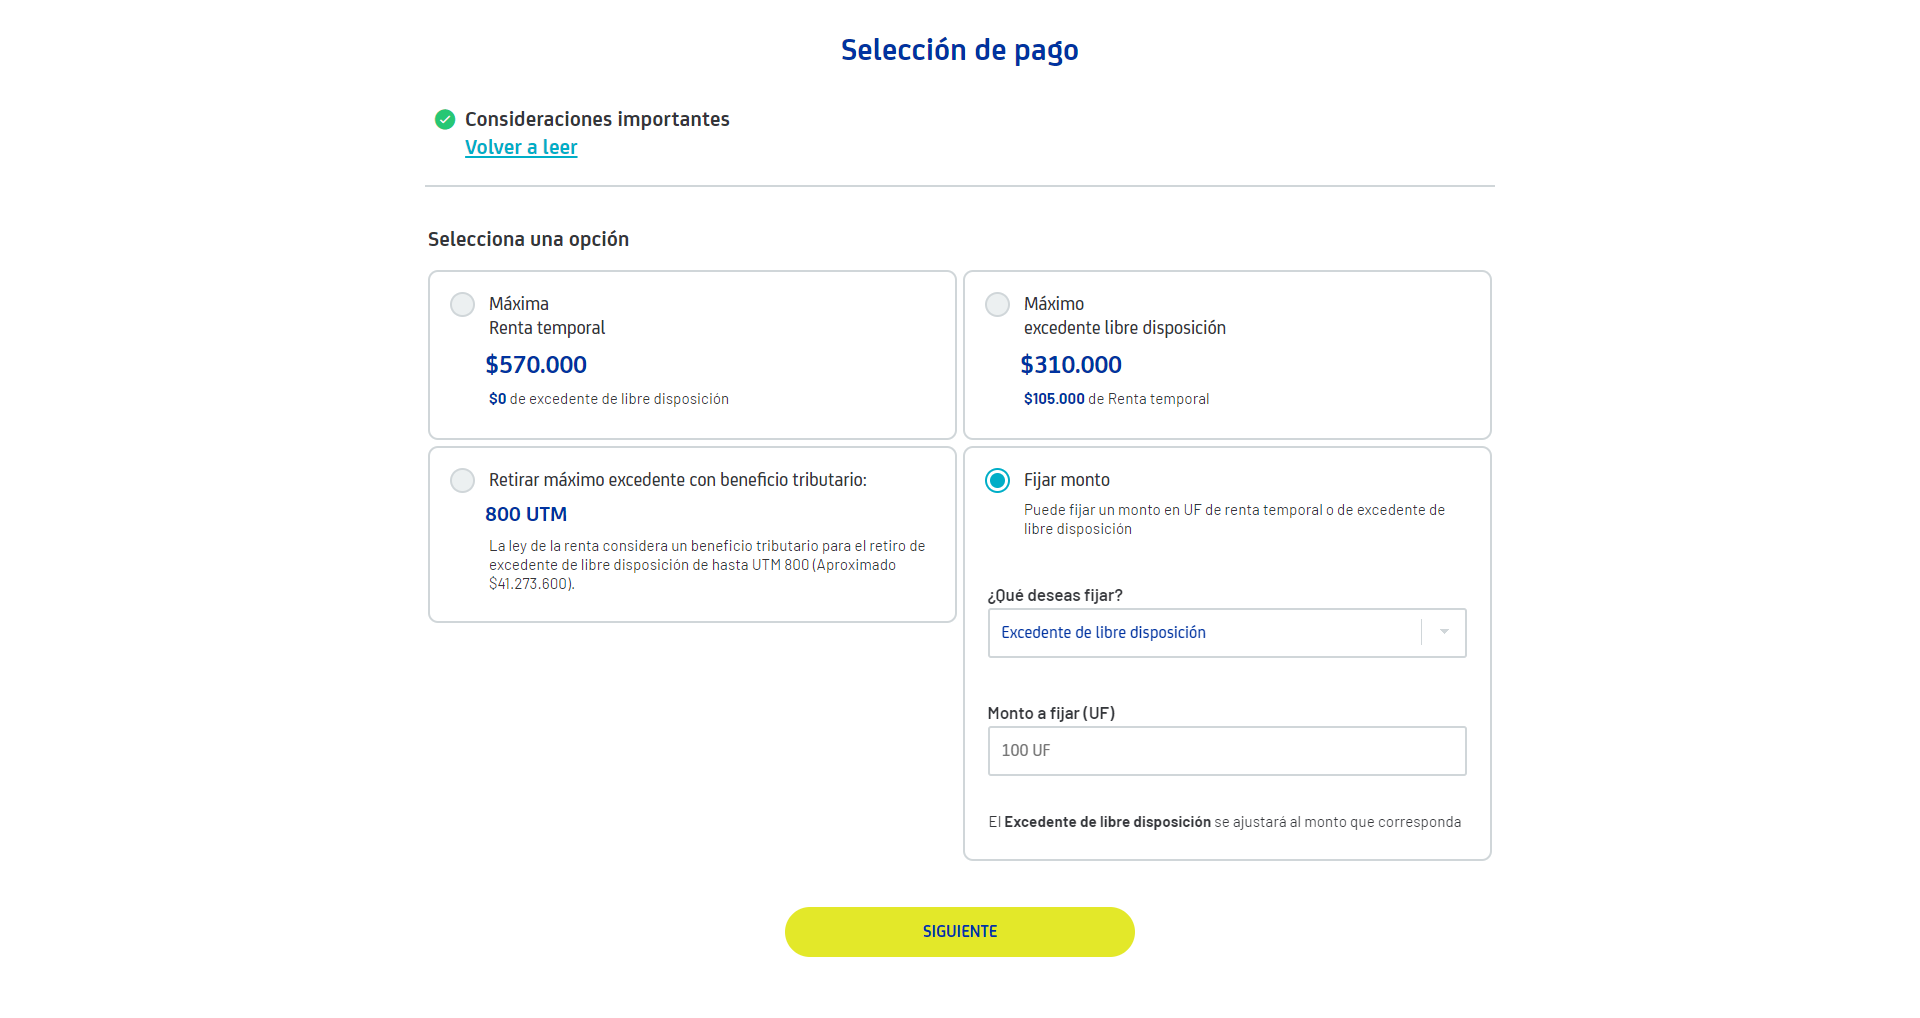 Selección de pago
Consideraciones importantes
Volver a leer
Selecciona una opción
Máxima
Renta temporal
$570.000
$0 de excedente de libre disposición
Máximo
excedente libre disposición
$310.000
$105.000 de Renta temporal
Retirar máximo excedente con beneficio tributario:
800 UTM
La ley de la renta considera un beneficio tributario para el retiro de
excedente de libre disposición de hasta UTM 800 (Aproximado
$41.273.600).
Fijar monto
Puede fijar un monto en UF de renta temporal o de excedente de
libre disposición
¿Qué deseas fijar?
Excedente de libre disposición
Monto a fijar (UF)
100 UF
El Excedente de libre disposición se ajustará al monto que corresponda
SIGUIENTE